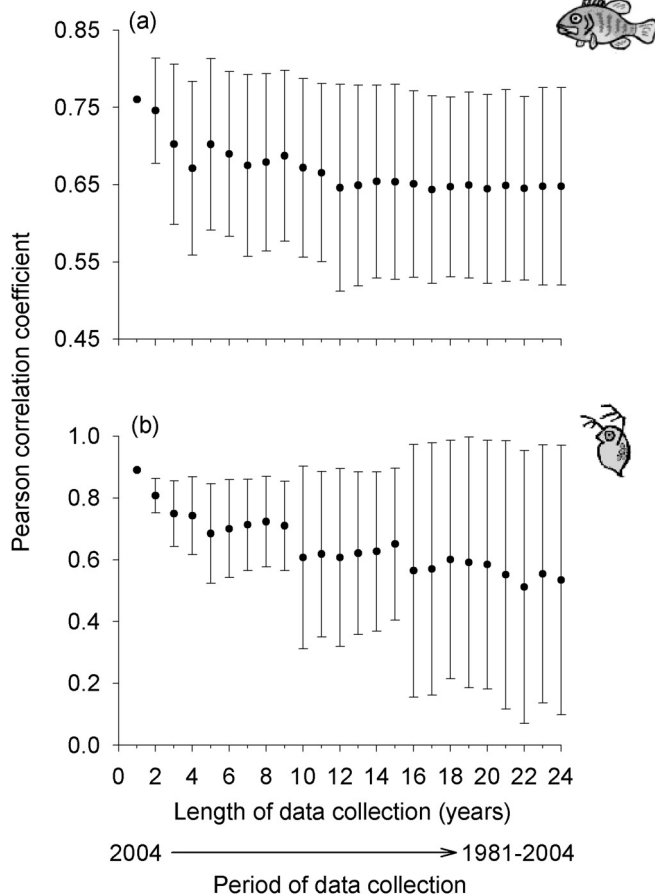 (a)
0.85
0.75
0.65
0.55
0.45
(b)
1.0
0.8
0.6
0.4
0.2
0.0
Pearson correlation coefficient
0 2 4 6 8 10 12 14 16 18 20 22 24
Length of data collection (years)
2004 1981-2004
Period of data collection